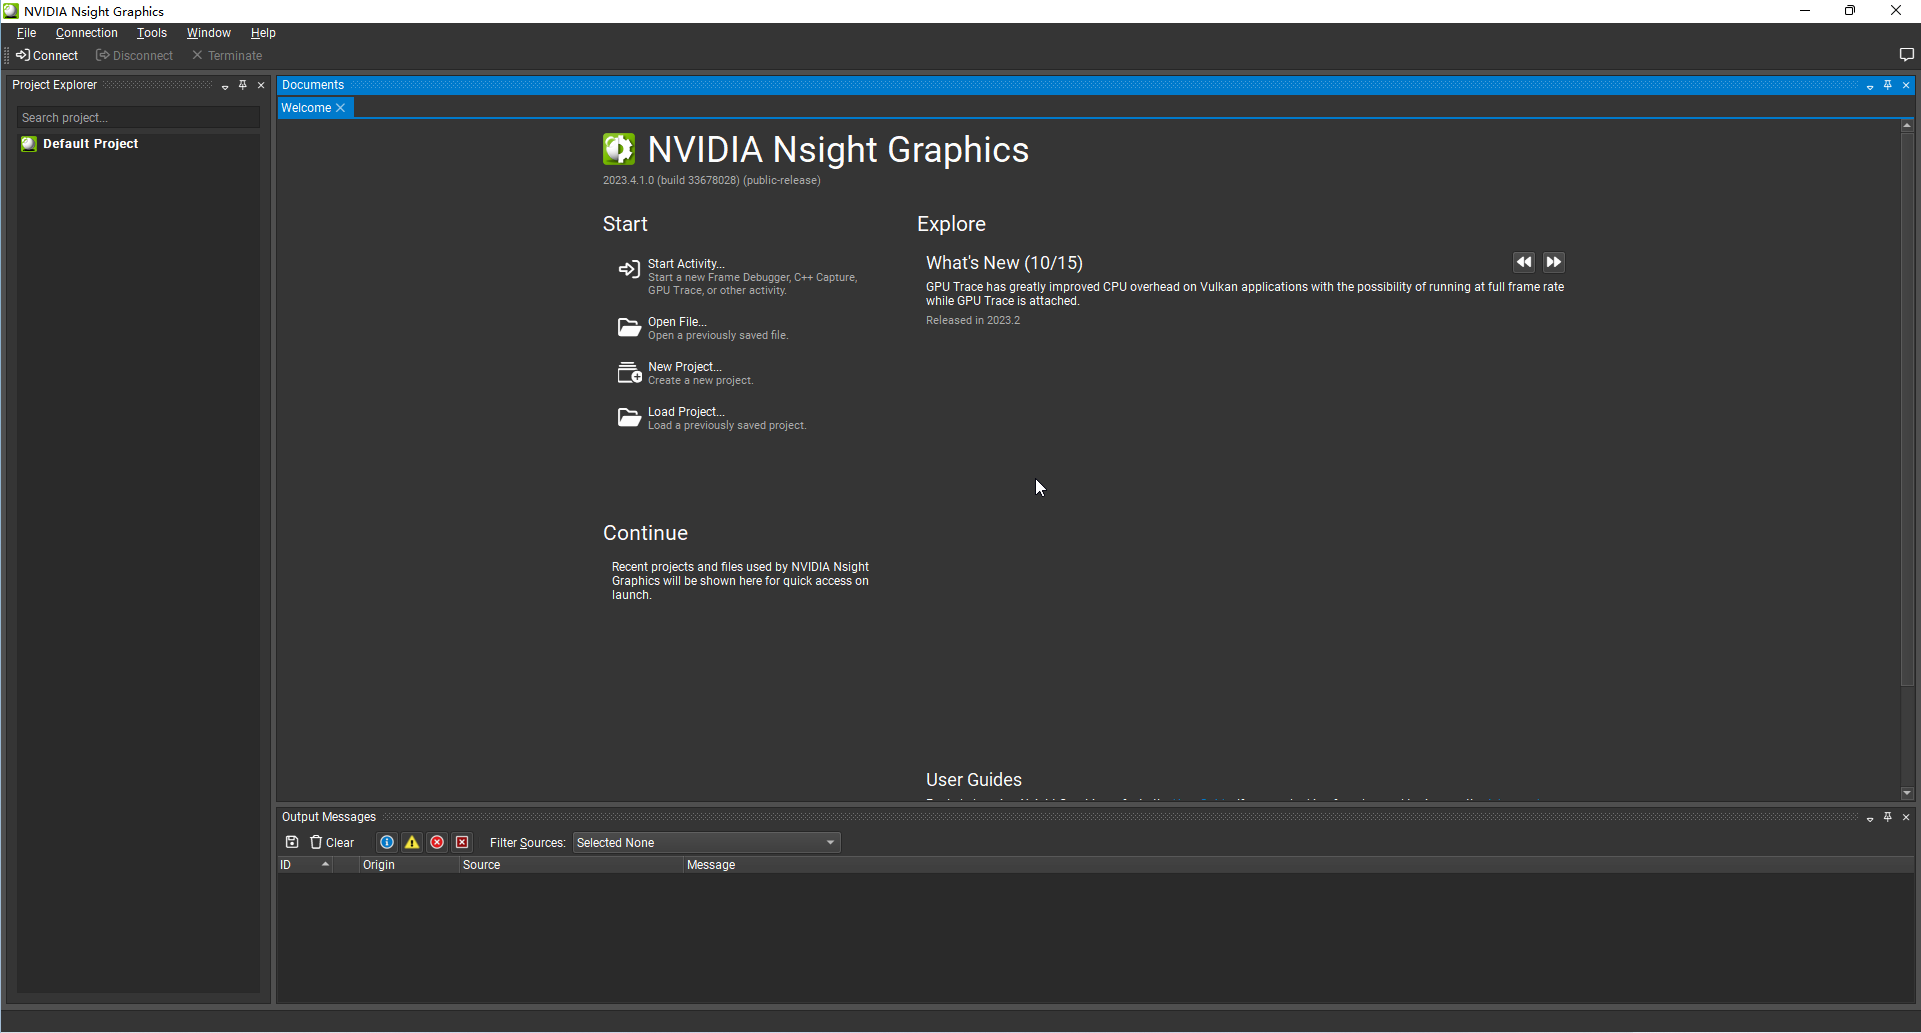 NVIDIA Nsight Graphics
File Connection Tools Window Help
Connect Disconnect Terminate
Project Explorer
Search project...
Default Project
Documents
Welcome
NVIDIA Nsight Graphics
2023.4.1.0 (build 33678028) (public-release)
Start
Start Activity...
Start a new Frame Debugger, C++ Capture,
GPU Trace, or other activity.
Open File...
Open a previously saved file.
New Project...
Create a new project.
Load Project...
Load a previously saved project.
Explore
What's New (10/15)
GPU Trace has greatly improved CPU overhead on Vulkan applications with the possibility of running at full frame rate
while GPU Trace is attached.
Released in 2023.2
Continue
Recent projects and files used by NVIDIA Nsight
Graphics will be shown here for quick access on
launch.
User Guides
Output Messages
Clear Filter Sources: Selected None
ID Origin Source Message